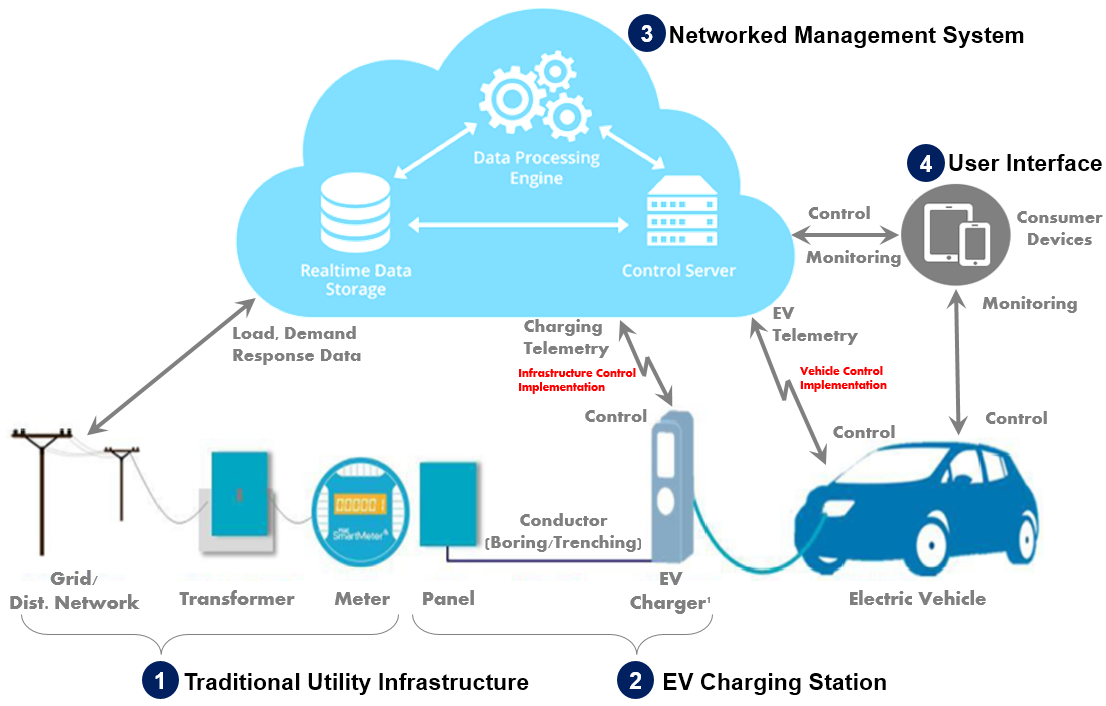 3 Networked Management System
Data Processing
Engine
4 User Interface
Realtime Data
Storage
Control Server
Control
Monitoring
Consumer
Devices
Load, Demand
Response Data
Charging
Telemetry
Infrastructure Control
Implementation
Control
EV
Telemetry
Vehicle Control
Implementation
Control
Monitoring
Control
000001
SmartMeter
Conductor
(Boring/Trenching)
Grid/
Dist. Network
Transformer
Meter
Panel
EV
Charger¹
Electric Vehicle
1 Traditional Utility Infrastructure
2 EV Charging Station